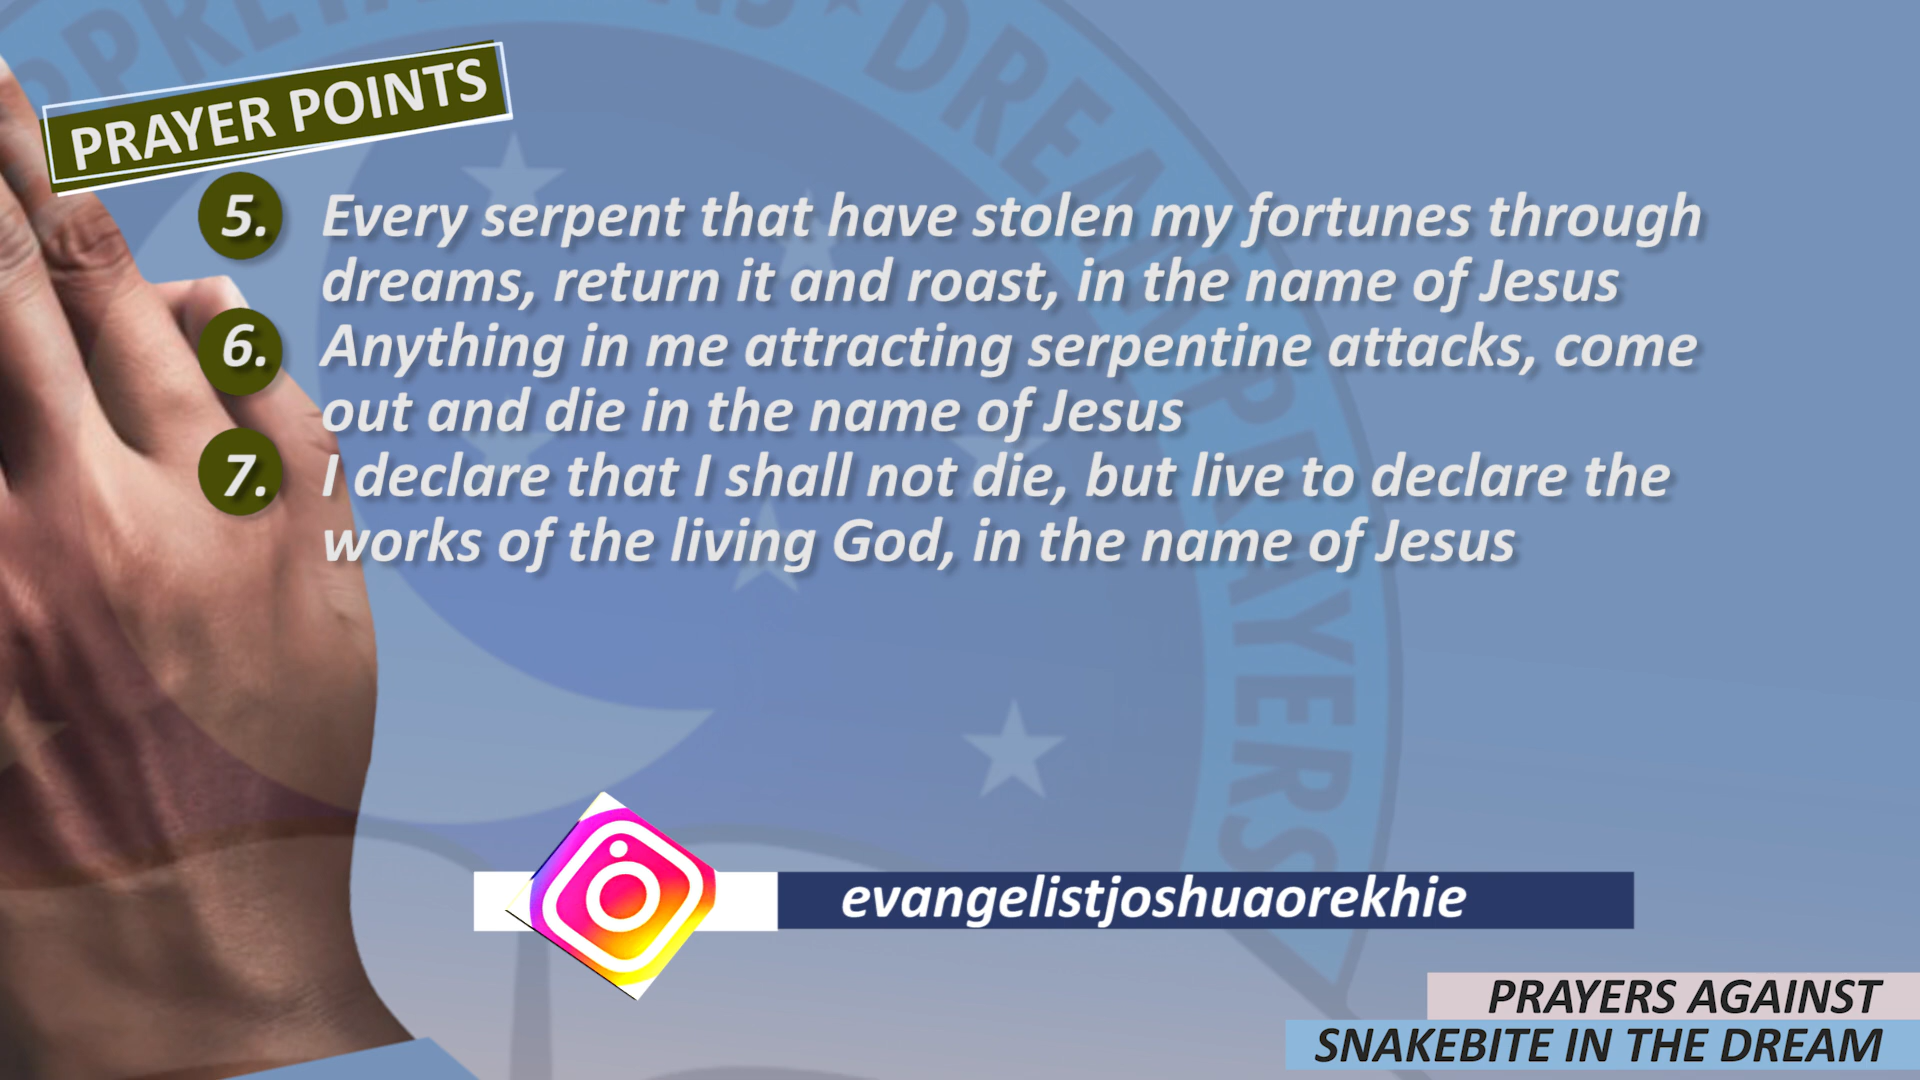 PRETATIONS DREAM PRAYERS
PRAYER POINTS
5. Every serpent that have stolen my fortunes through
dreams, return it and roast, in the name of Jesus
6. Anything in me attracting serpentine attacks, come
out and die in the name of Jesus
7. I declare that I shall not die, but live to declare the
works of the living God, in the name of Jesus
evangelistjoshuaorekhie
PRAYERS AGAINST
SNAKEBITE IN THE DREAM